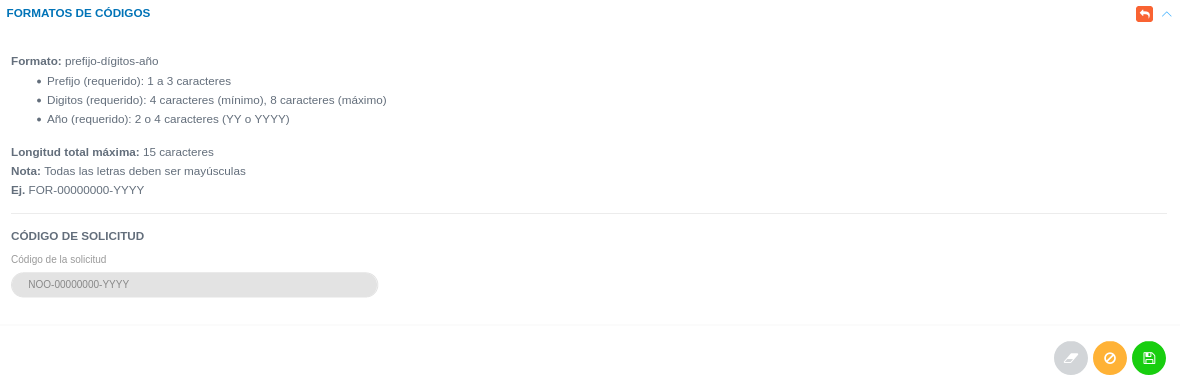 FORMATOS DE CÓDIGOS
Formato: prefijo-dígitos-año
Prefijo (requerido): 1 a 3 caracteres
Digitos (requerido): 4 caracteres (mínimo), 8 caracteres (máximo)
Año (requerido): 2 o 4 caracteres (YY o YYYY)
Longitud total máxima: 15 caracteres
Nota: Todas las letras deben ser mayúsculas
Ej. FOR-00000000-YYYY
CÓDIGO DE SOLICITUD
Código de la solicitud
NOO-00000000-YYYY